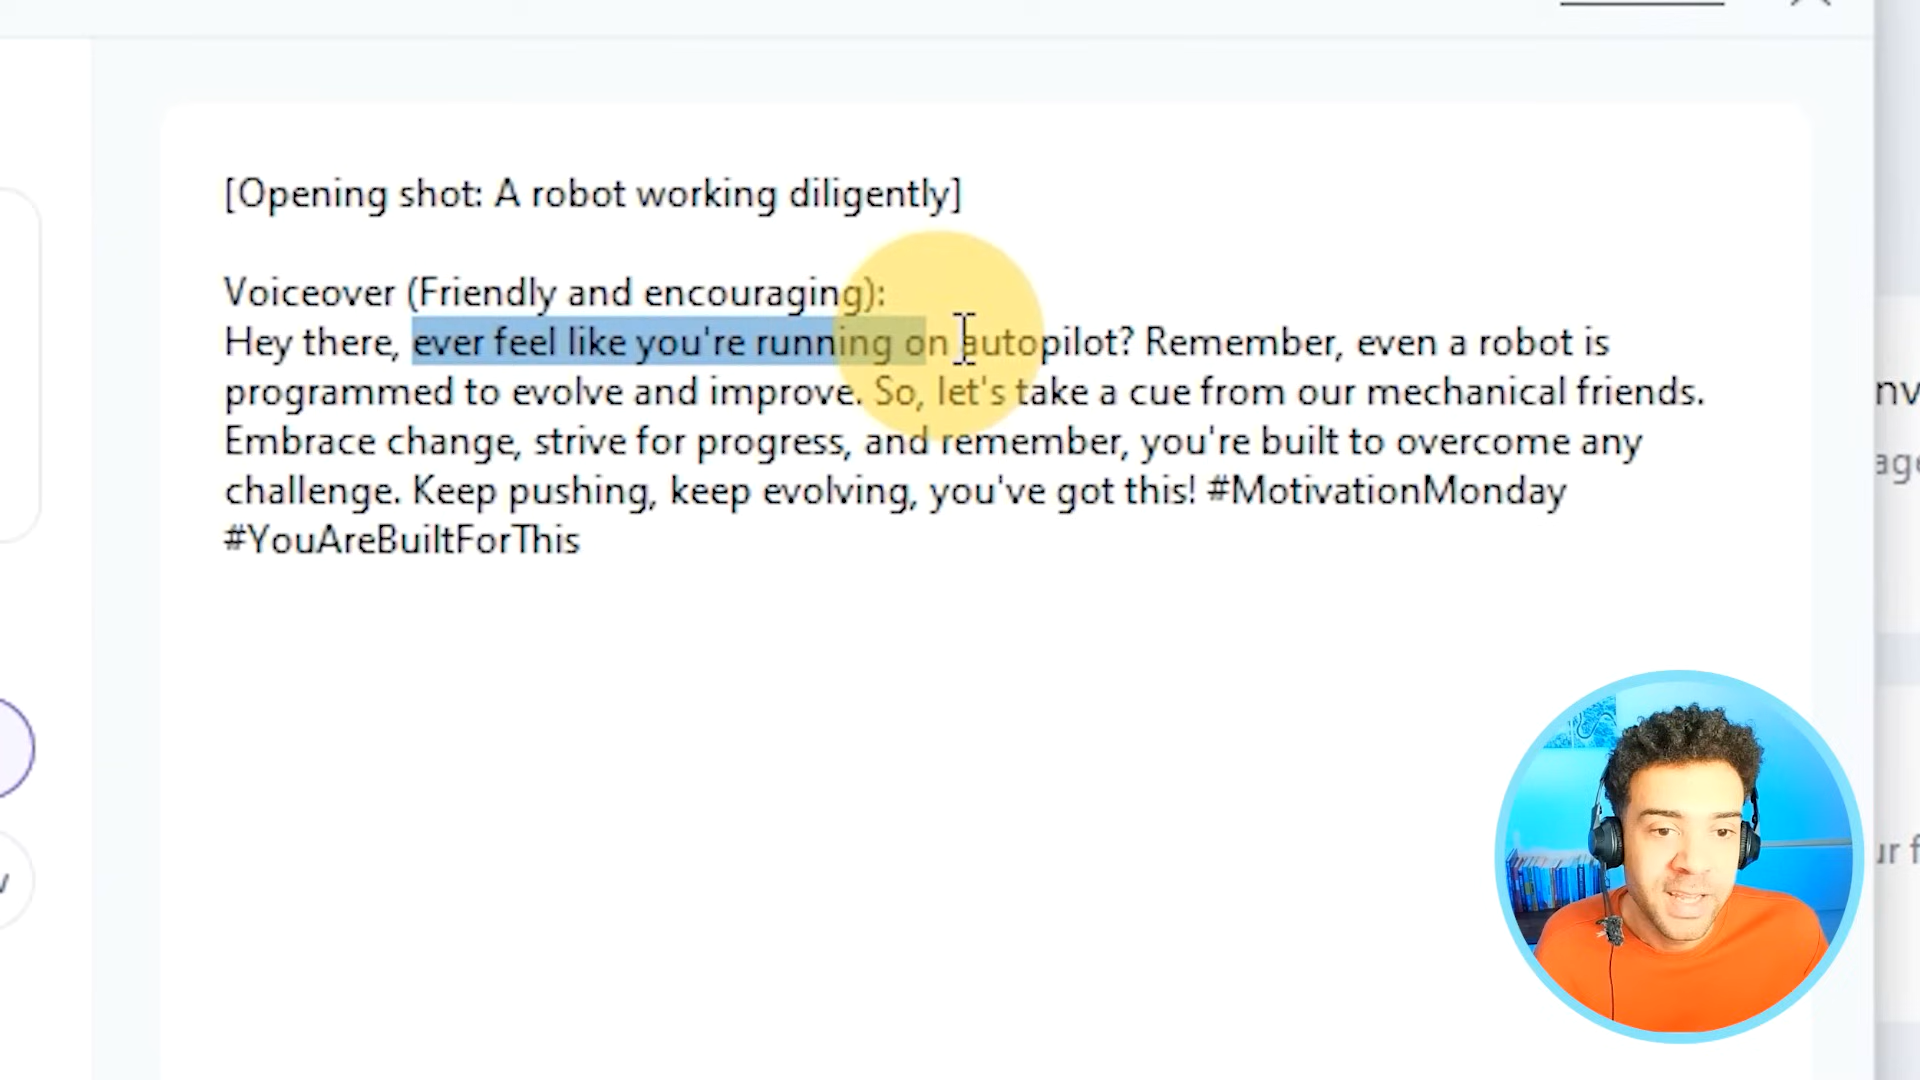 [Opening shot: A robot working diligently]
Voiceover (Friendly and encouraging):
Hey there, ever feel like you're running on autopilot? Remember, even a robot is
programmed to evolve and improve. So, let's take a cue from our mechanical friends.
Embrace change, strive for progress, and remember, you're built to overcome any
challenge. Keep pushing, keep evolving, you've got this! #MotivationMonday
#YouAreBuiltForThis